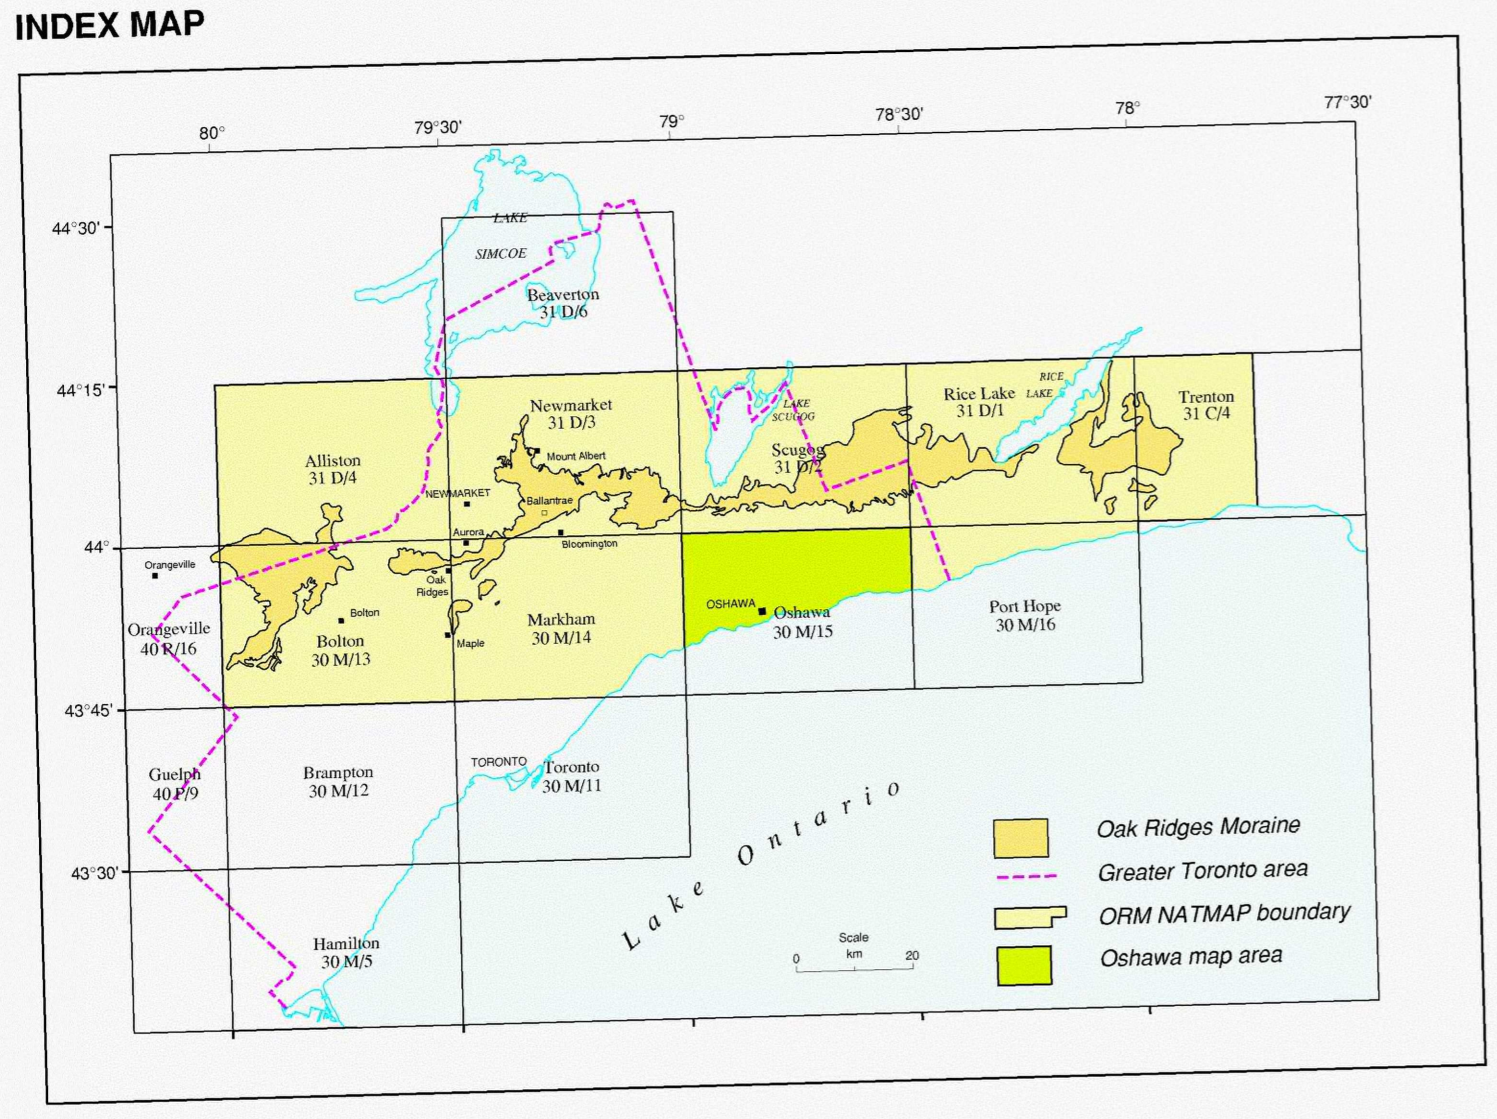 INDEX MAP
80°
79°30'
79°
78°30'
78°
77°30'
44°30'
44°15'
44°
43°45'
43°30'
LAKE
SIMCOE
Beaverton
31 D/6
Newmarket
31 D/3
Mount Albert
Alliston
31 D/4
NEWMARKET
Ballantrae
Aurora
Bloomington
LAKE
SCUGOG
Scugog
31 D/2
RICE
LAKE
Rice Lake
31 D/1
Trenton
31 C/4
Orangeville
Orangeville
40 P/16
Bolton
Bolton
30 M/13
Oak
Ridges
Maple
Markham
30 M/14
OSHAWA
Oshawa
30 M/15
Port Hope
30 M/16
Guelph
40 P/9
Brampton
30 M/12
TORONTO
Toronto
30 M/11
Hamilton
30 M/5
Lake Ontario
Scale
km
0 20
Oak Ridges Moraine
Greater Toronto area
ORM NATMAP boundary
Oshawa map area